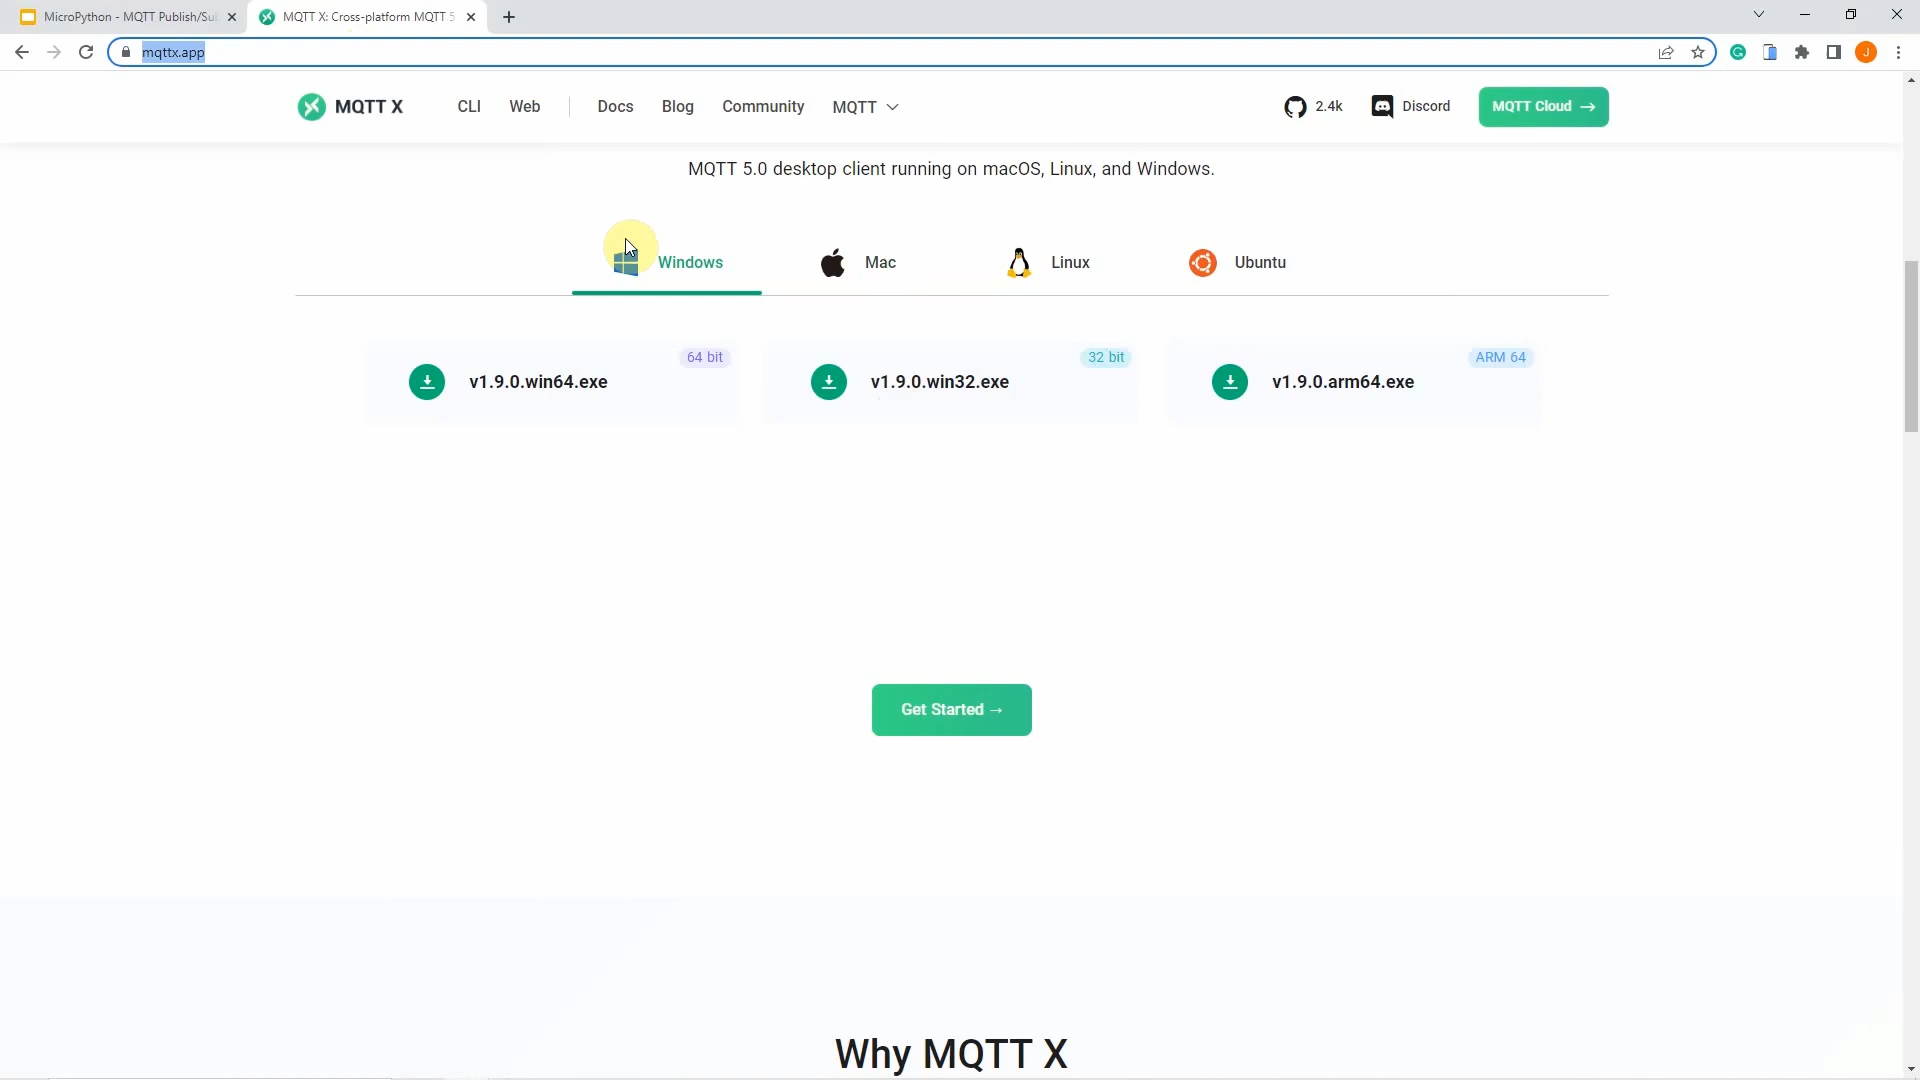 MicroPython - MQTT Publish/Su
MQTT X: Cross-platform MQTT 5
mqttx.app
J
MQTT X
CLI
Web
Docs
Blog
Community
MQTT
2.4k
Discord
MQTT Cloud →
MQTT 5.0 desktop client running on macOS, Linux, and Windows.
Windows
Mac
Linux
Ubuntu
64 bit
v1.9.0.win64.exe
32 bit
v1.9.0.win32.exe
ARM 64
v1.9.0.arm64.exe
Get Started →
Why MQTT X